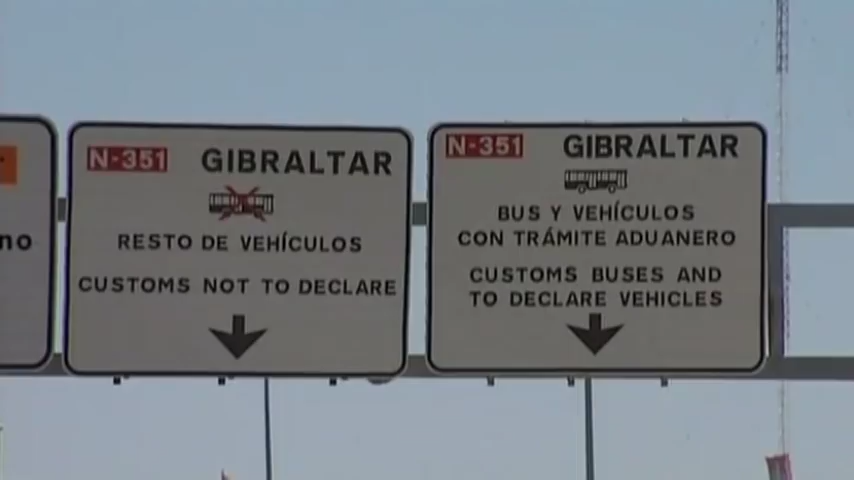 no
N-351 GIBRALTAR
RESTO DE VEHÍCULOS
CUSTOMS NOT TO DECLARE
N-351 GIBRALTAR
BUS Y VEHÍCULOS
CON TRÁMITE ADUANERO
CUSTOMS BUSES AND
TO DECLARE VEHICLES